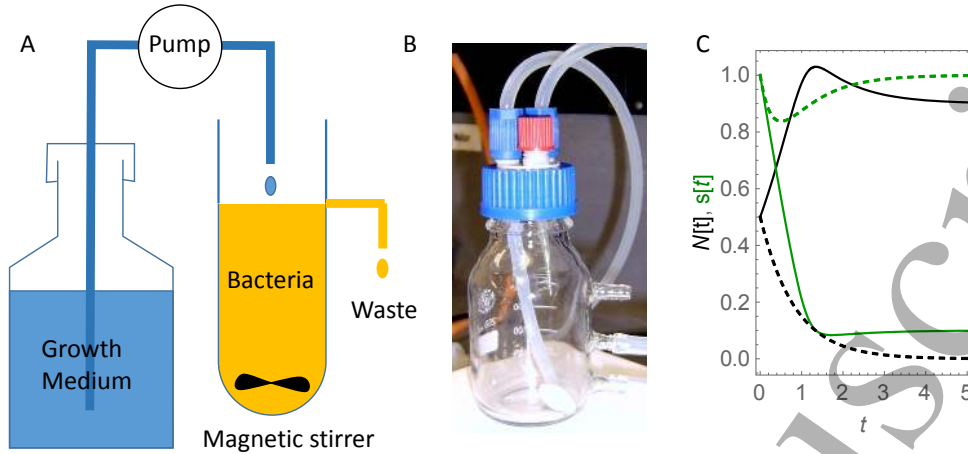 A
Pump
Growth
Medium
Bacteria
Waste
Magnetic stirrer
B
C
N[t], s[t]
1.0
0.8
0.6
0.4
0.2
0.0
0
1
2
3
4
5
t